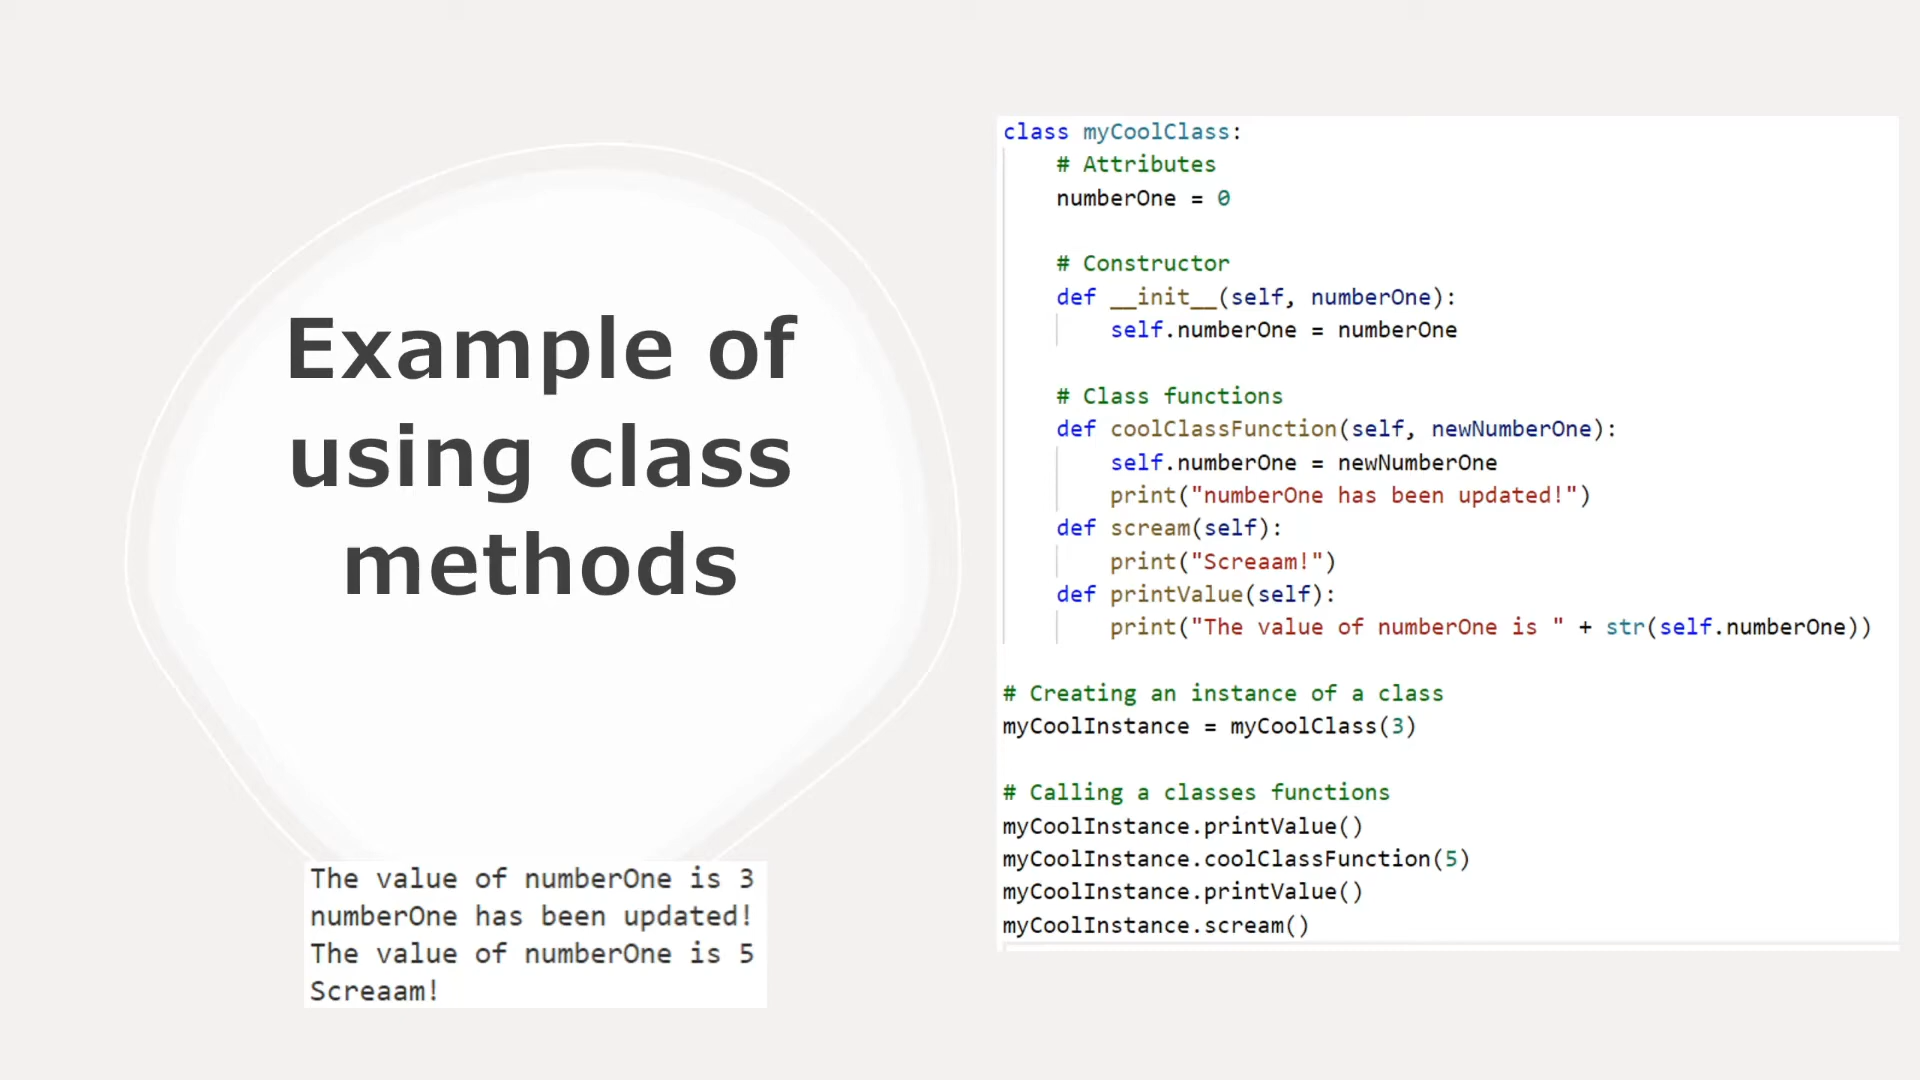 Example of
using class
methods
The value of numberOne is 3
numberOne has been updated!
The value of numberOne is 5
Screaam!
class myCoolClass:
    # Attributes
    numberOne = 0
    # Constructor
    def __init__(self, numberOne):
        self.numberOne = numberOne
    # Class functions
    def coolClassFunction(self, newNumberOne):
        self.numberOne = newNumberOne
        print("numberOne has been updated!")
    def scream(self):
        print("Screaam!")
    def printValue(self):
        print("The value of numberOne is " + str(self.numberOne))
# Creating an instance of a class
myCoolInstance = myCoolClass(3)
# Calling a classes functions
myCoolInstance.printValue()
myCoolInstance.coolClassFunction(5)
myCoolInstance.printValue()
myCoolInstance.scream()